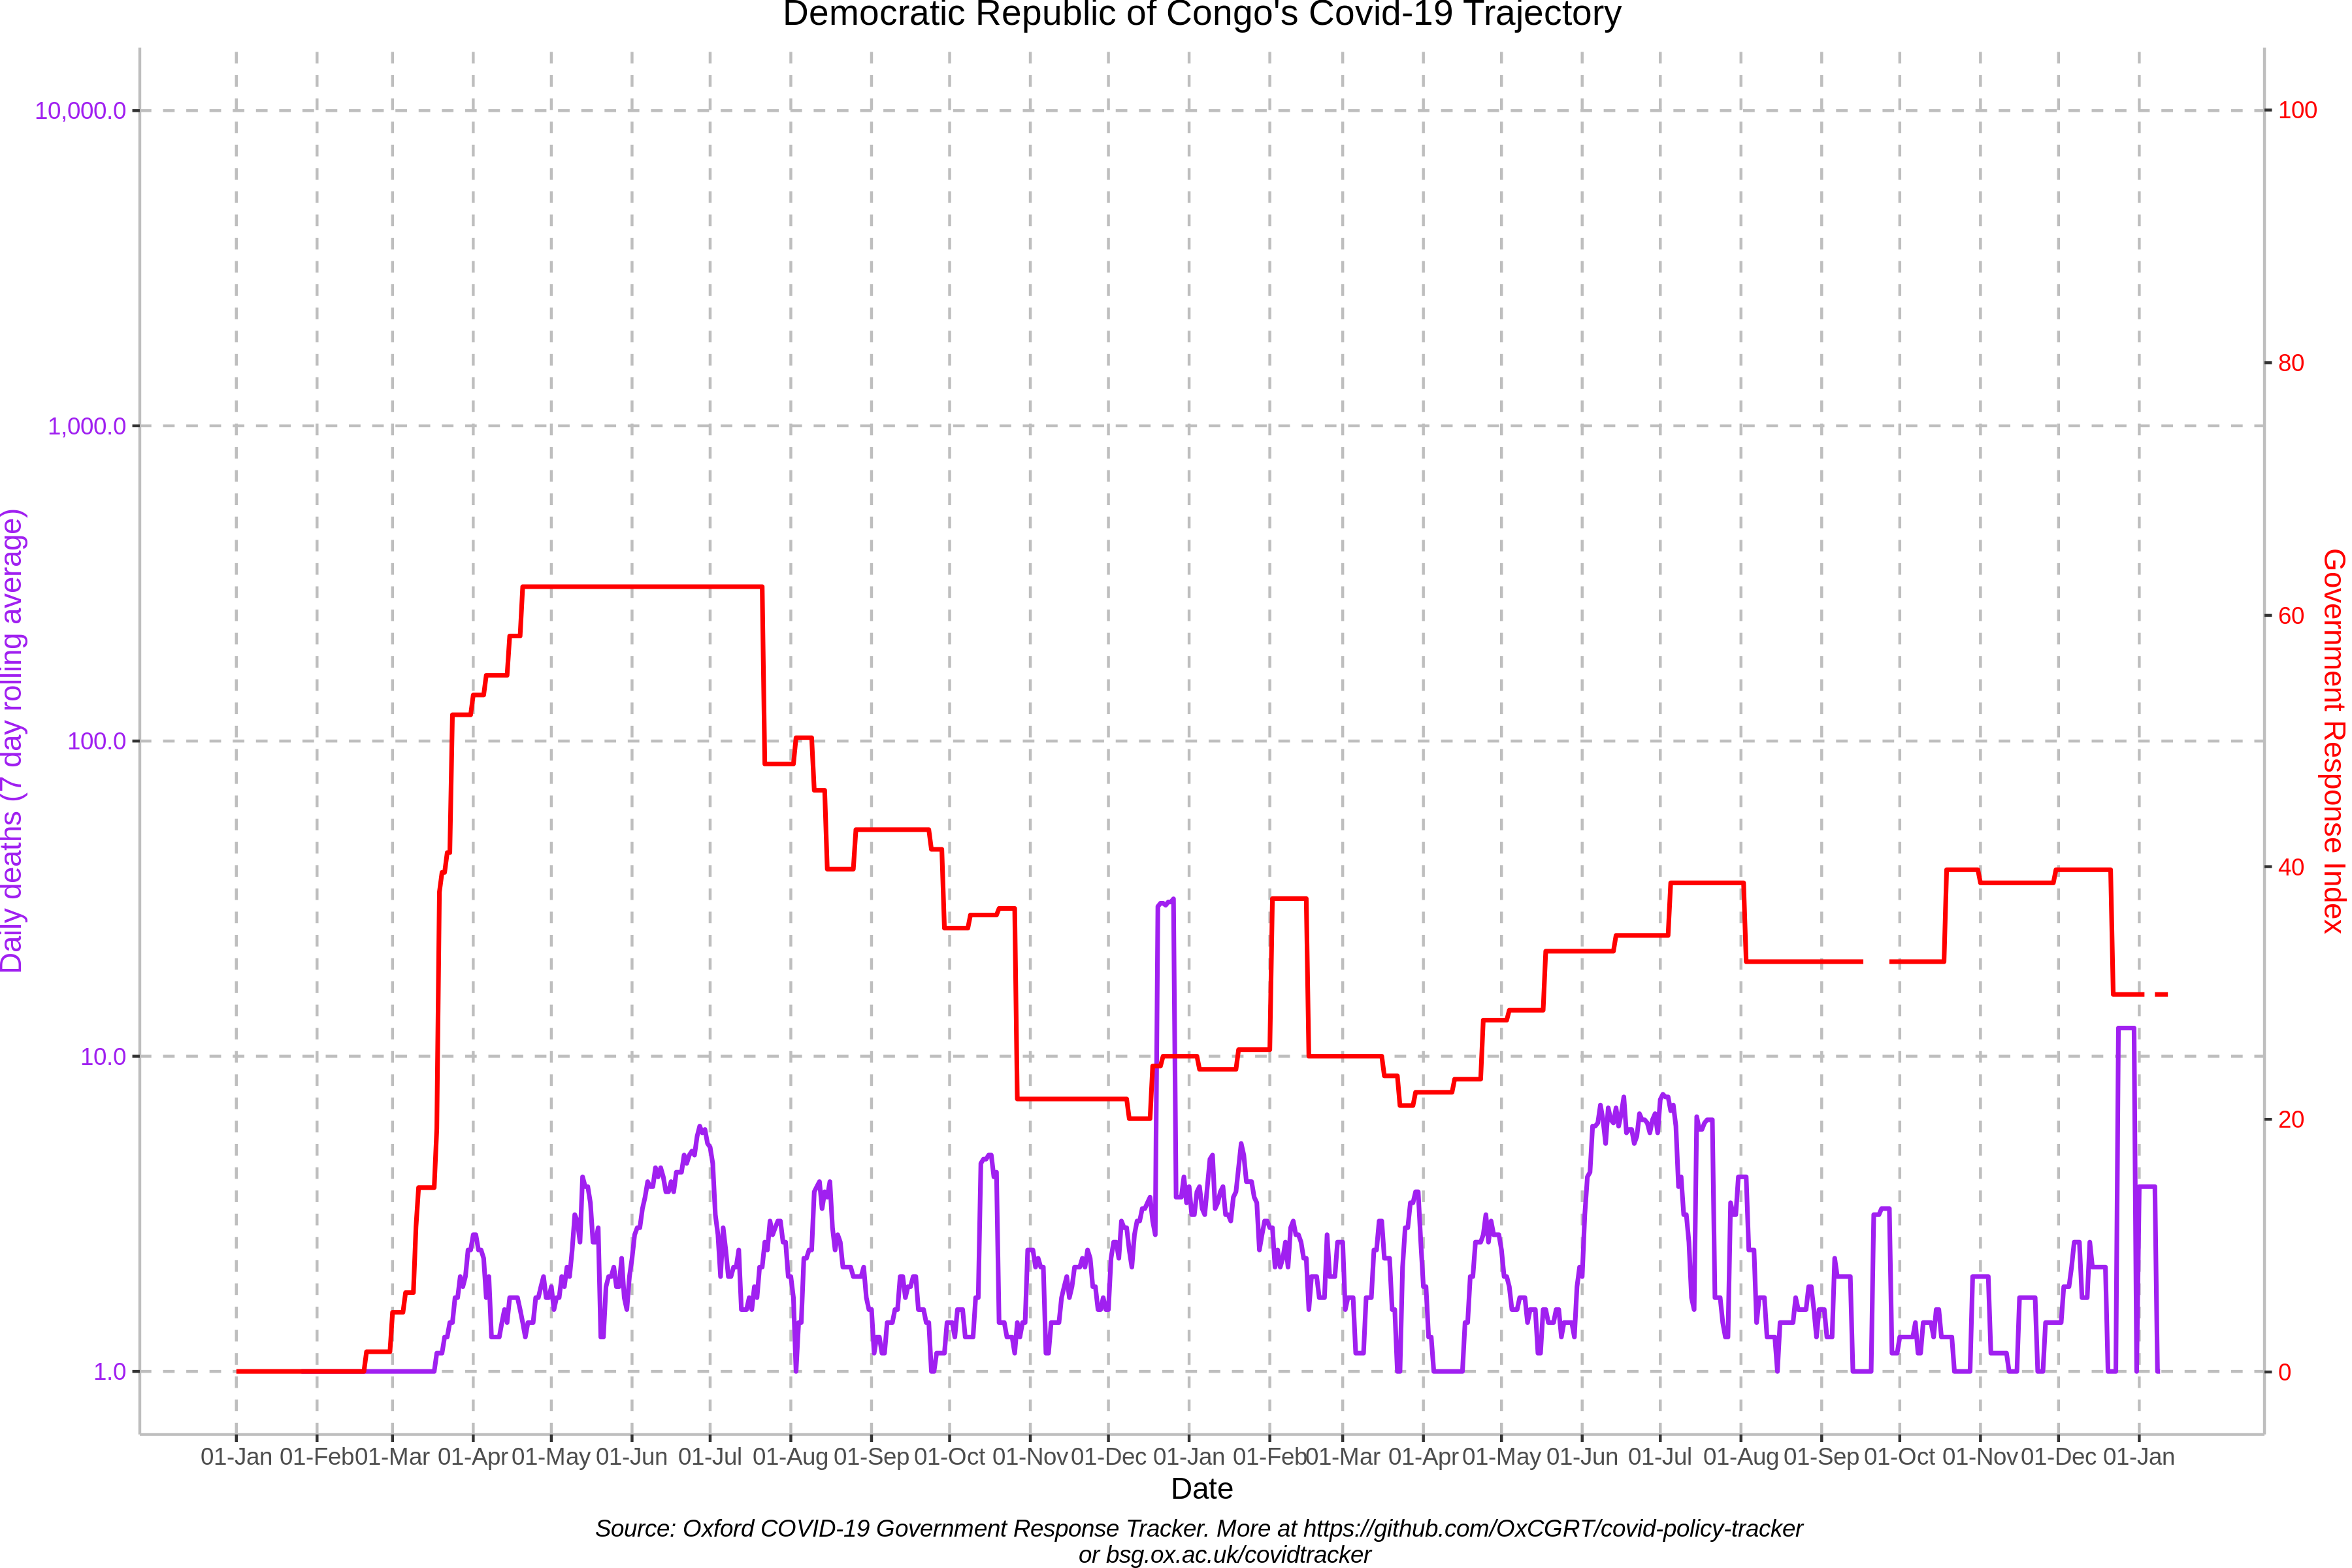 Democratic Republic of Congo's Covid-19 Trajectory
Daily deaths (7 day rolling average)
10,000.0
1,000.0
100.0
10.0
1.0
100
80
60
40
20
0
Government Response Index
01-Jan 01-Feb 01-Mar 01-Apr 01-May 01-Jun 01-Jul 01-Aug 01-Sep 01-Oct 01-Nov 01-Dec 01-Jan 01-Feb 01-Mar 01-Apr 01-May 01-Jun 01-Jul 01-Aug 01-Sep 01-Oct 01-Nov 01-Dec 01-Jan
Date
Source: Oxford COVID-19 Government Response Tracker. More at https://github.com/OxCGRT/covid-policy-tracker
or bsg.ox.ac.uk/covidtracker